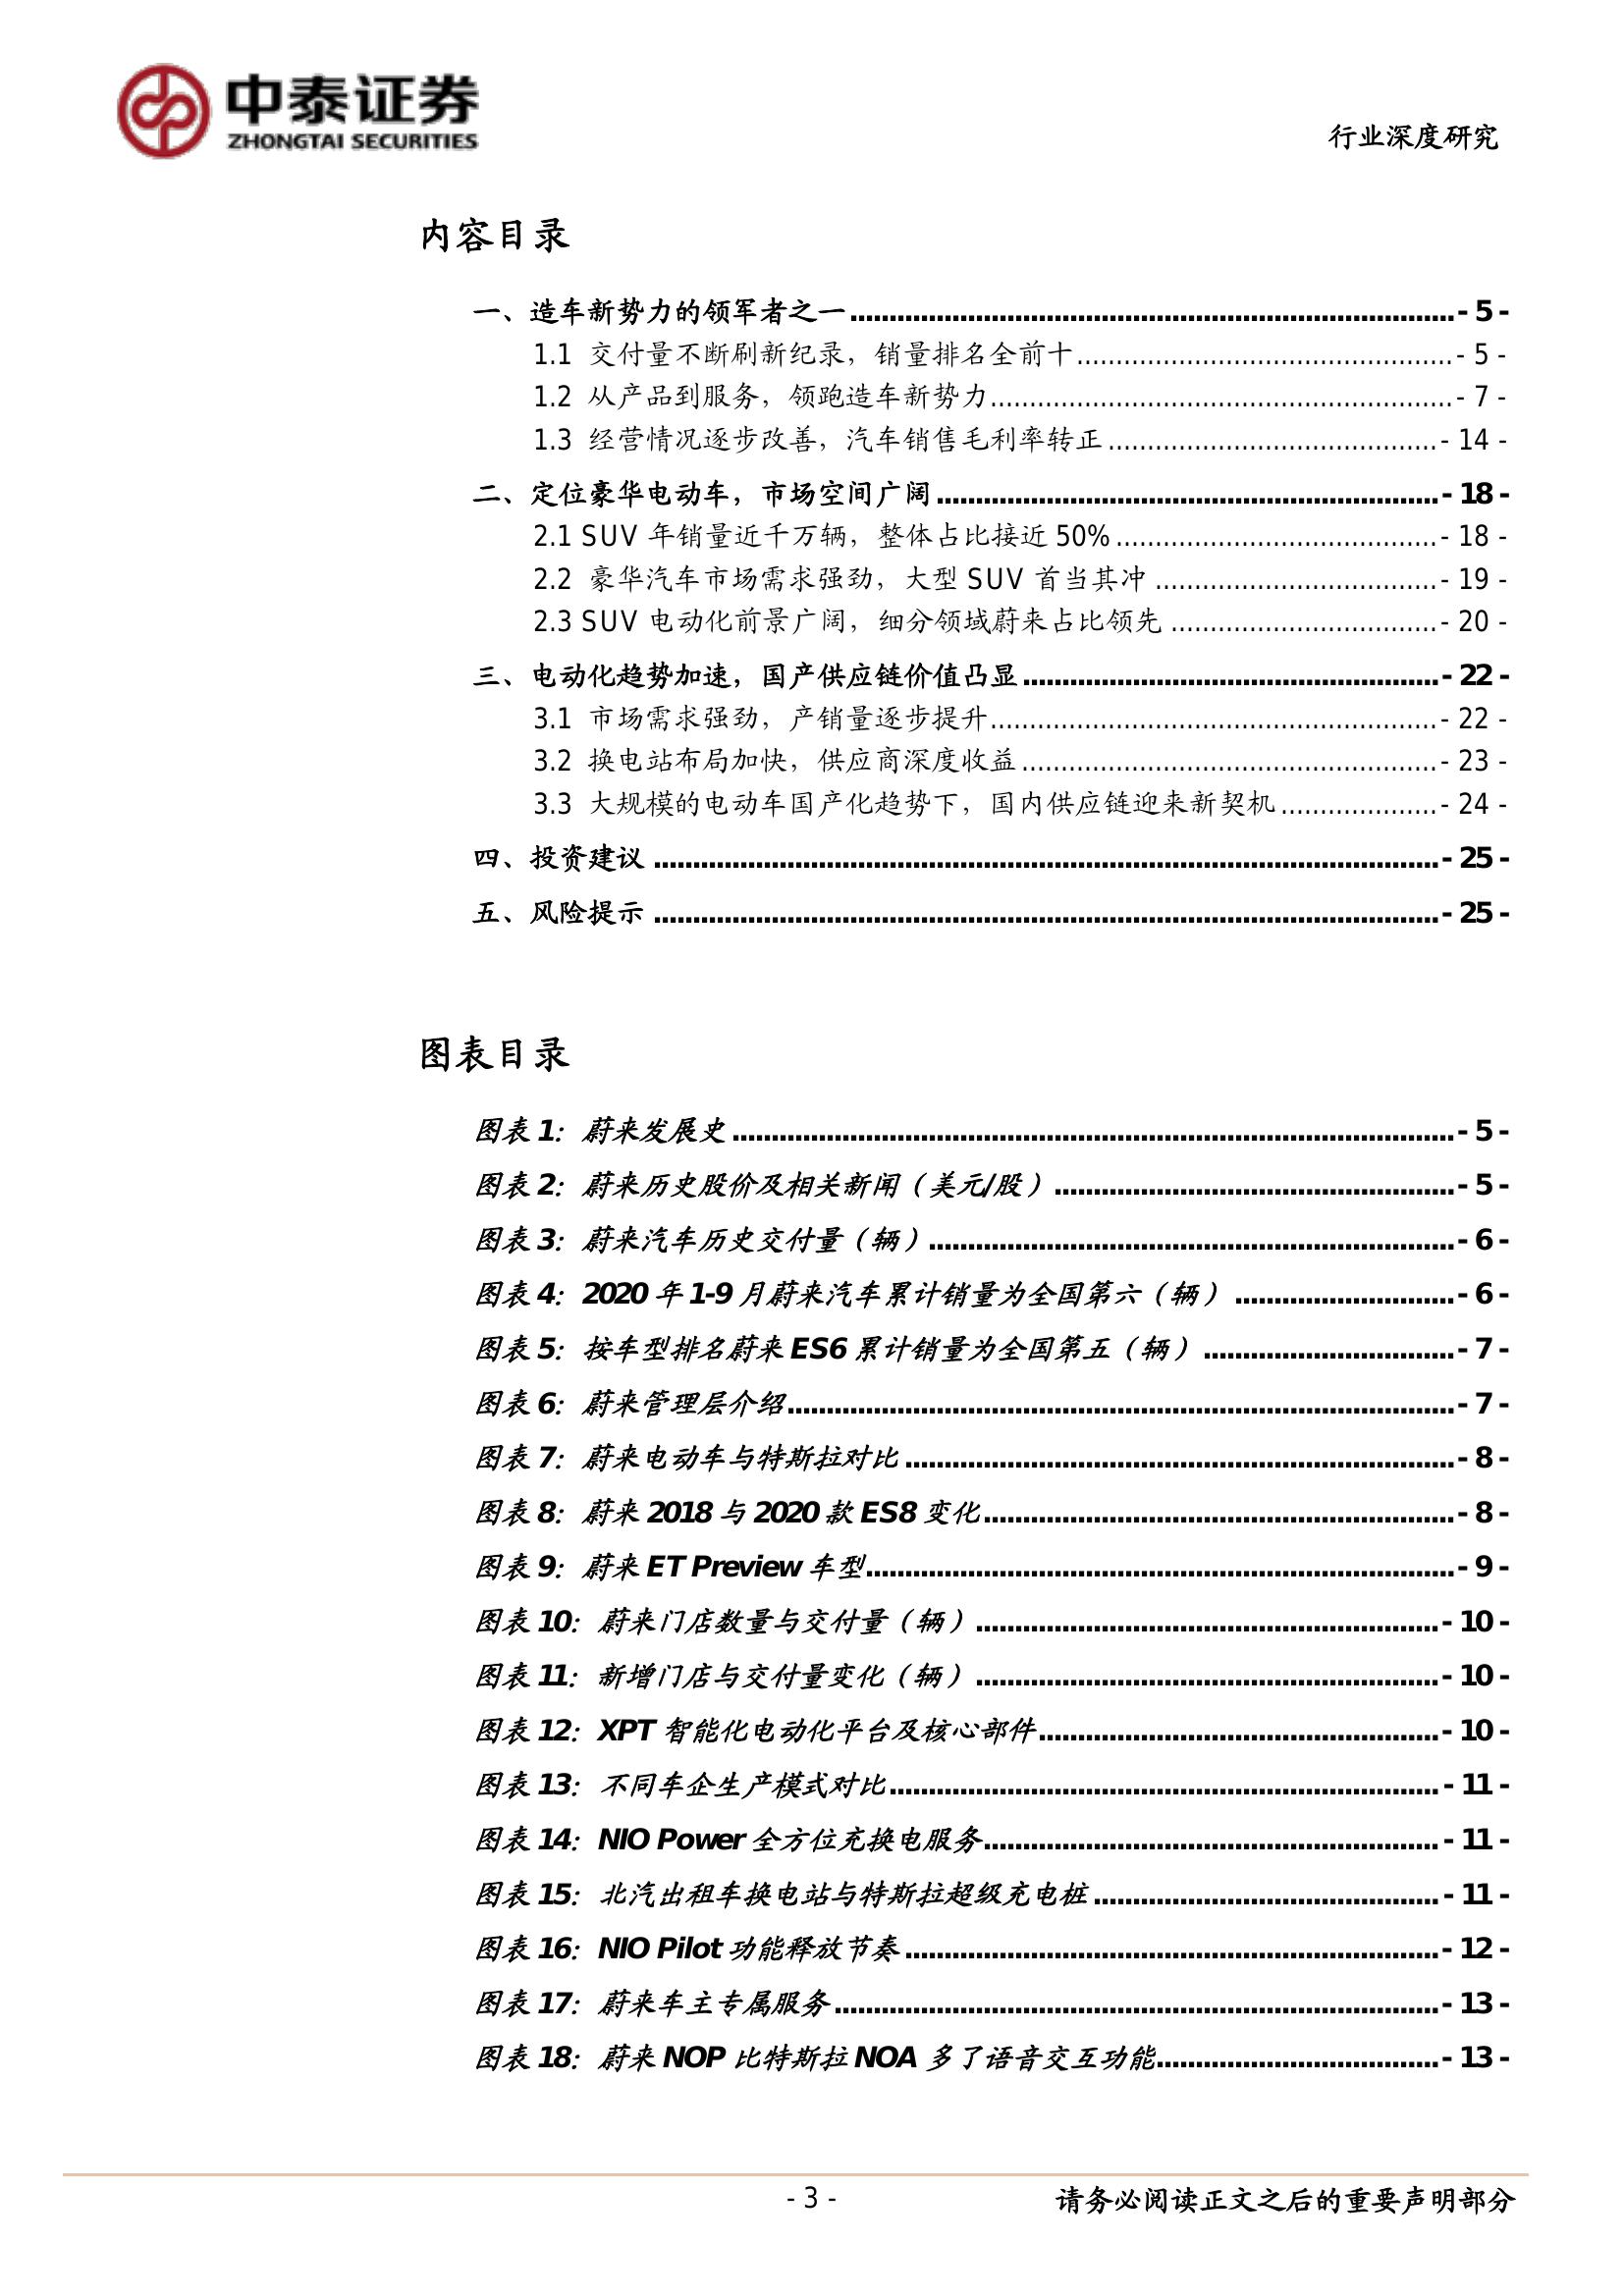 中泰证券
ZHONGTAI SECURITIES
行业深度研究
内容目录
一、造车新势力的领军者之一........................................................................- 5 -
1.1 交付量不断刷新纪录，销量排名全前十................................................- 5 -
1.2 从产品到服务，领跑造车新势力...........................................................- 7 -
1.3 经营情况逐步改善，汽车销售毛利率转正..........................................- 14 -
二、定位豪华电动车，市场空间广阔................................................................- 18 -
2.1 SUV 年销量近千万辆，整体占比接近 50%.........................................- 18 -
2.2 豪华汽车市场需求强劲，大型 SUV 首当其冲....................................- 19 -
2.3 SUV 电动化前景广阔，细分领域蔚来占比领先..................................- 20 -
三、电动化趋势加速，国产供应链价值凸显.....................................................- 22 -
3.1 市场需求强劲，产销量逐步提升.........................................................- 22 -
3.2 换电站布局加快，供应商深度收益.....................................................- 23 -
3.3 大规模的电动车国产化趋势下，国内供应链迎来新契机....................- 24 -
四、投资建议....................................................................................................- 25 -
五、风险提示....................................................................................................- 25 -
图表目录
图表 1：蔚来发展史............................................................................................- 5 -
图表 2：蔚来历史股价及相关新闻（美元/股）...................................................- 5 -
图表 3：蔚来汽车历史交付量（辆）...................................................................- 6 -
图表 4：2020 年 1-9 月蔚来汽车累计销量为全国第六（辆）............................- 6 -
图表 5：按车型排名蔚来 ES6 累计销量为全国第五（辆）................................- 7 -
图表 6：蔚来管理层介绍.....................................................................................- 7 -
图表 7：蔚来电动车与特斯拉对比......................................................................- 8 -
图表 8：蔚来 2018 与 2020 款 ES8 变化............................................................- 8 -
图表 9：蔚来 ET Preview 车型...........................................................................- 9 -
图表 10：蔚来门店数量与交付量（辆）...........................................................- 10 -
图表 11：新增门店与交付量变化（辆）...........................................................- 10 -
图表 12：XPT 智能化电动化平台及核心部件...................................................- 10 -
图表 13：不同车企生产模式对比......................................................................- 11 -
图表 14：NIO Power 全方位充换电服务..........................................................- 11 -
图表 15：北汽出租车换电站与特斯拉超级充电桩............................................- 11 -
图表 16：NIO Pilot 功能释放节奏....................................................................- 12 -
图表 17：蔚来车主专属服务.............................................................................- 13 -
图表 18：蔚来 NOP 比特斯拉 NOA 多了语音交互功能....................................- 13 -
- 3 -
请务必阅读正文之后的重要声明部分